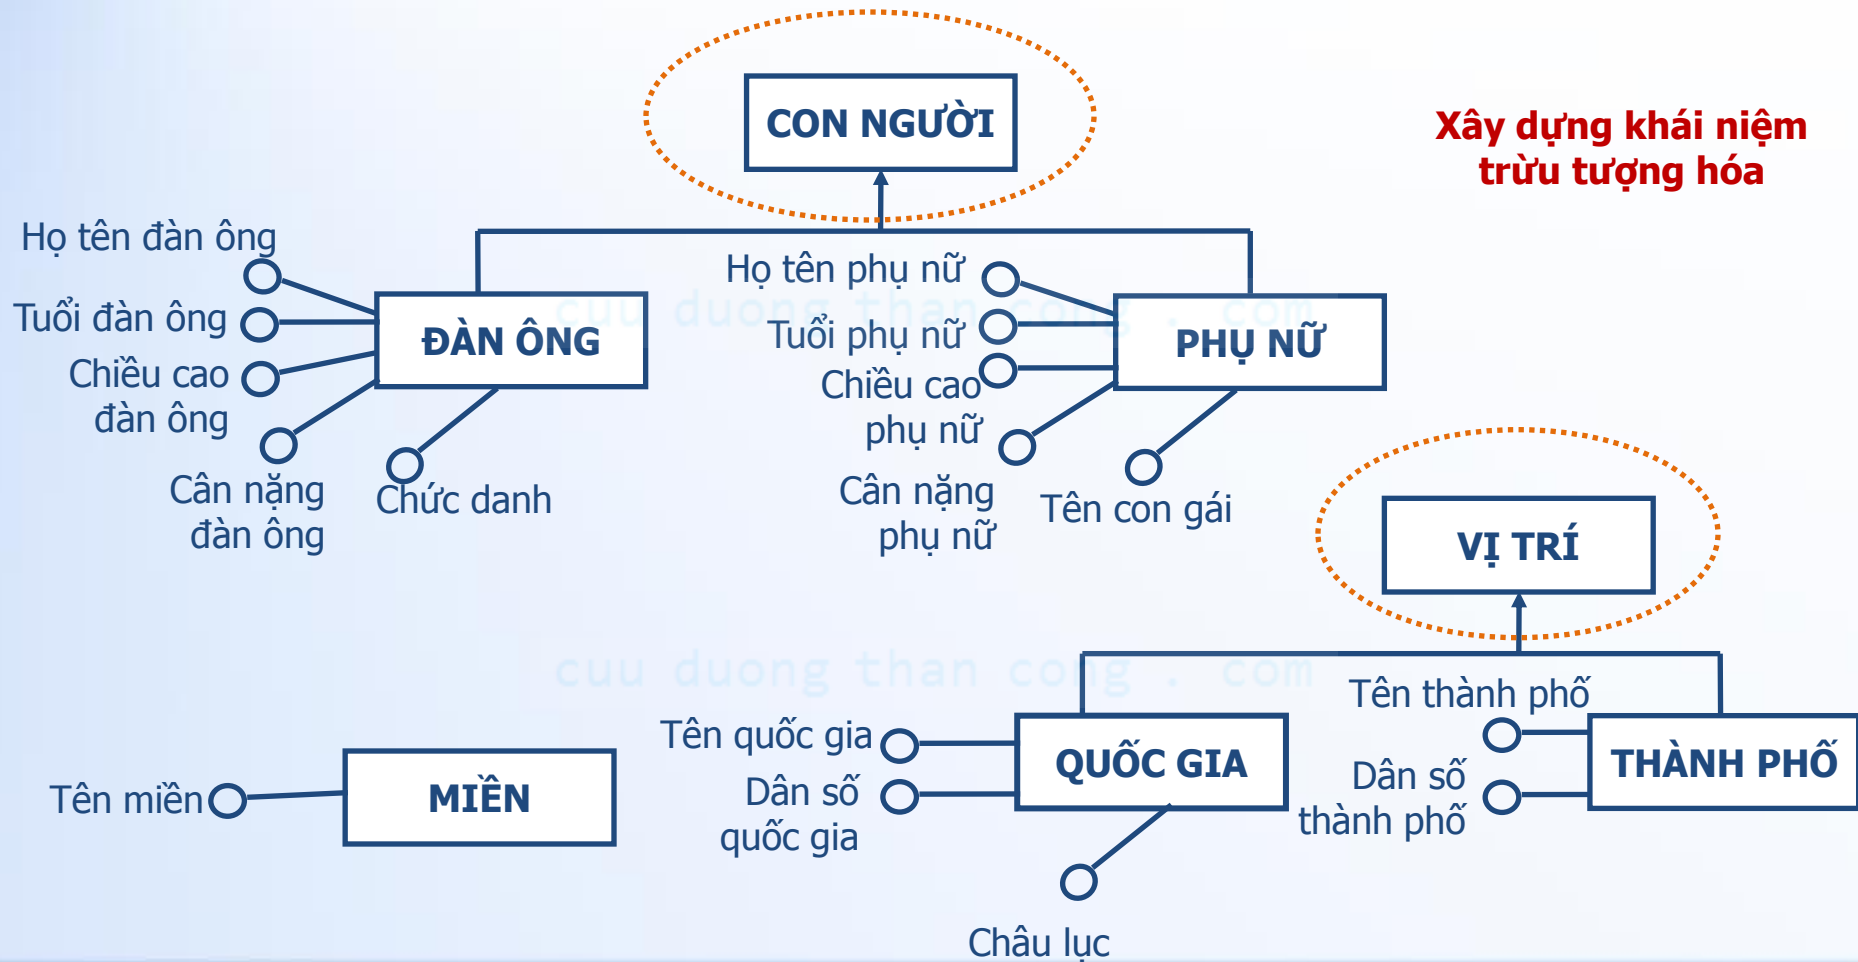 CON NGƯỜI
Xây dựng khái niệm
trừu tượng hóa
Họ tên đàn ông
Tuổi đàn ông
Chiều cao
đàn ông
Cân nặng
đàn ông
Chức danh
ĐÀN ÔNG
Họ tên phụ nữ
Tuổi phụ nữ
Chiều cao
phụ nữ
Cân nặng
phụ nữ
Tên con gái
PHỤ NỮ
cuu duong than cong . com
VỊ TRÍ
cuu duong than cong . com
Tên miền
MIỀN
Tên quốc gia
Dân số
quốc gia
QUỐC GIA
Châu lục
Tên thành phố
Dân số
thành phố
THÀNH PHỐ